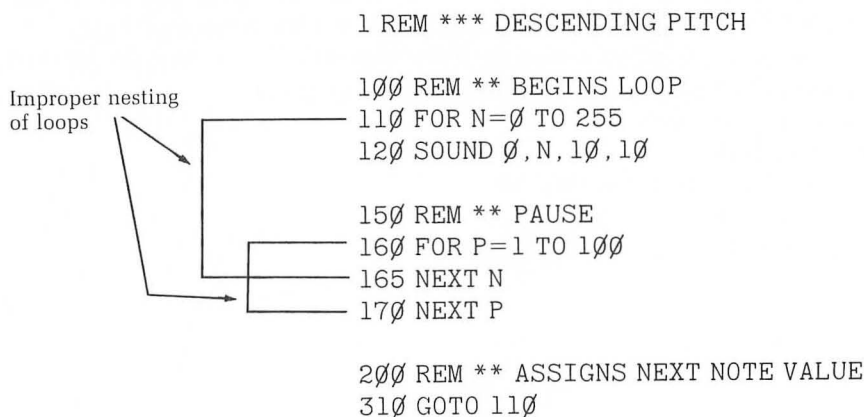 1 REM *** DESCENDING PITCH
100 REM ** BEGINS LOOP
Improper nesting
of loops
110 FOR N=0 TO 255
120 SOUND 0,N,10,10
150 REM ** PAUSE
160 FOR P=1 TO 100
165 NEXT N
170 NEXT P
200 REM ** ASSIGNS NEXT NOTE VALUE
310 GOTO 110